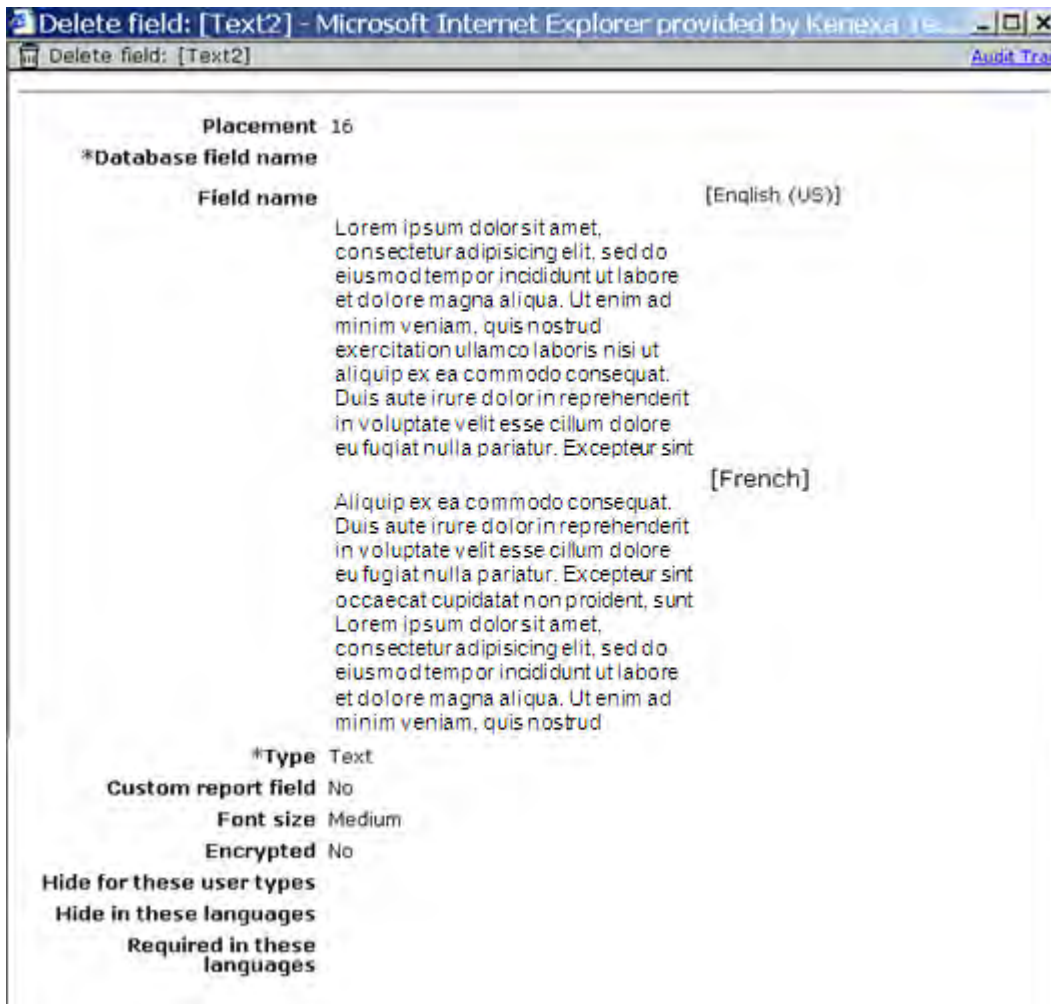 Delete field: [Text2] - Microsoft Internet Explorer provided by Kenexa Te...
Delete field: [Text2] Audit Tra
Placement 16
*Database field name
Field name [English (US)]
Lorem ipsum dolor sit amet,
consectetur adipisicing elit, sed do
eiusmod tempor incididunt ut labore
et dolore magna aliqua. Ut enim ad
minim veniam, quis nostrud
exercitation ullamco laboris nisi ut
aliquip ex ea commodo consequat.
Duis aute irure dolor in reprehenderit
in voluptate velit esse cillum dolore
eu fugiat nulla pariatur. Excepteur sint
[French]
Aliquip ex ea commodo consequat.
Duis aute irure dolor in reprehenderit
in voluptate velit esse cillum dolore
eu fugiat nulla pariatur. Excepteur sint
occaecat cupidatat non proident, sunt
Lorem ipsum dolor sit amet,
consectetur adipisicing elit, sed do
eiusmod tempor incididunt ut labore
et dolore magna aliqua. Ut enim ad
minim veniam, quis nostrud
*Type Text
Custom report field No
Font size Medium
Encrypted No
Hide for these user types
Hide in these languages
Required in these
languages